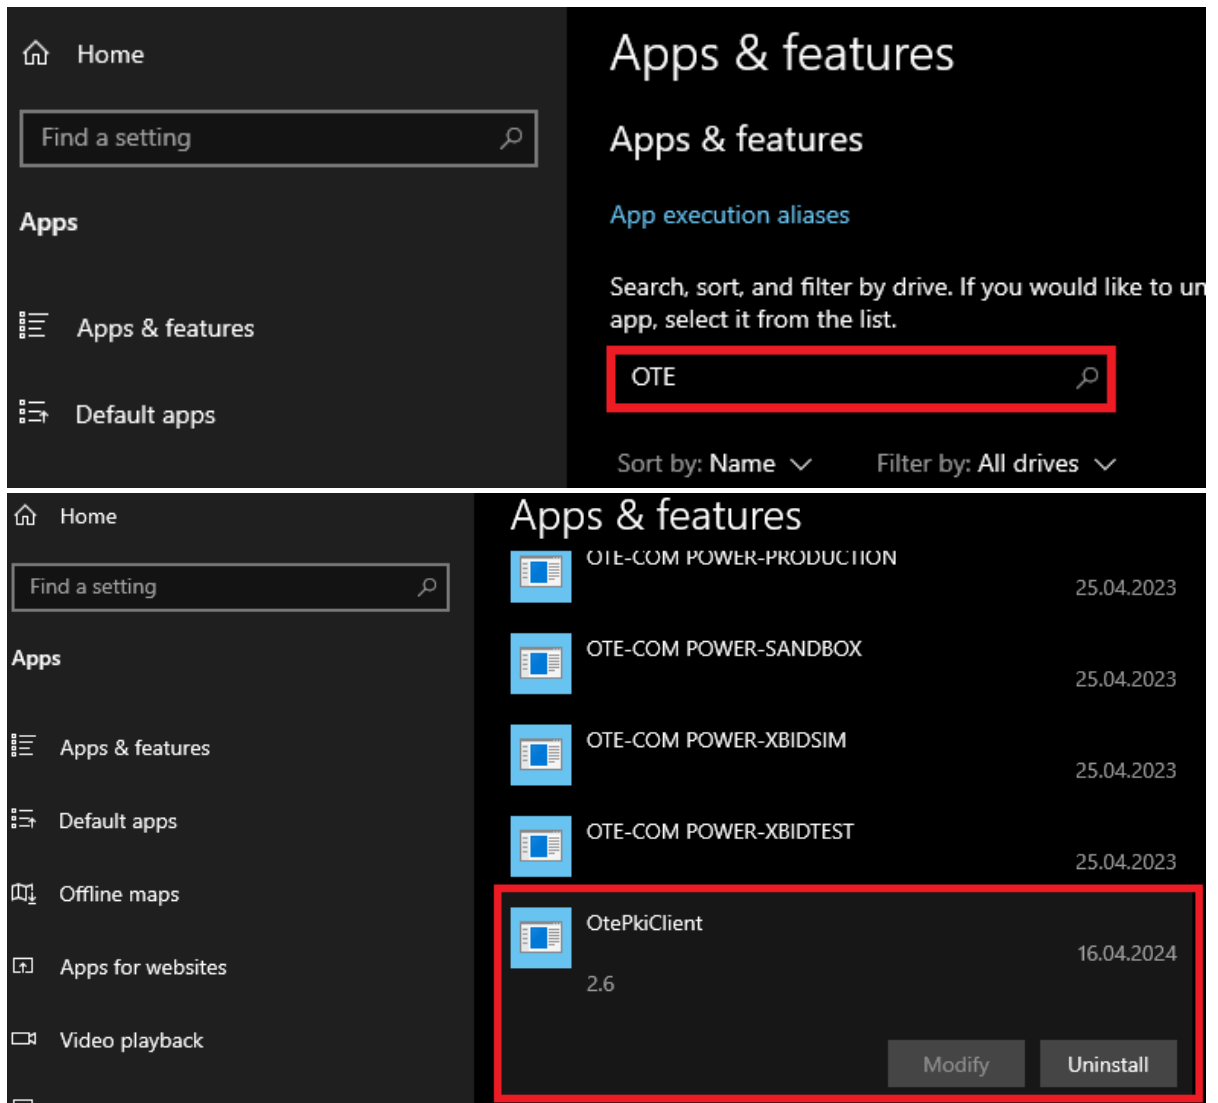 Home
Find a setting
Apps
Apps & features
Default apps
Apps & features
Apps & features
App execution aliases
Search, sort, and filter by drive. If you would like to un
app, select it from the list.
OTE
Sort by: Name
Filter by: All drives
Home
Find a setting
Apps
Apps & features
Default apps
Offline maps
Apps for websites
Video playback
Apps & features
OTE-COM POWER-PRODUCTION
25.04.2023
OTE-COM POWER-SANDBOX
25.04.2023
OTE-COM POWER-XBIDSIM
25.04.2023
OTE-COM POWER-XBIDTEST
25.04.2023
OtePkiClient
16.04.2024
2.6
Modify
Uninstall